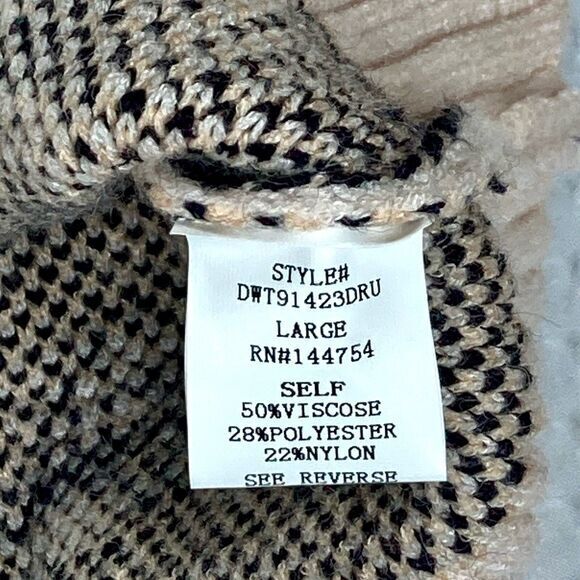 STYLE#
DWT91423DRU
LARGE
RN#144754
SELF
50%VISCOSE
28%POLYESTER
22%NYLON
SEE REVERSE